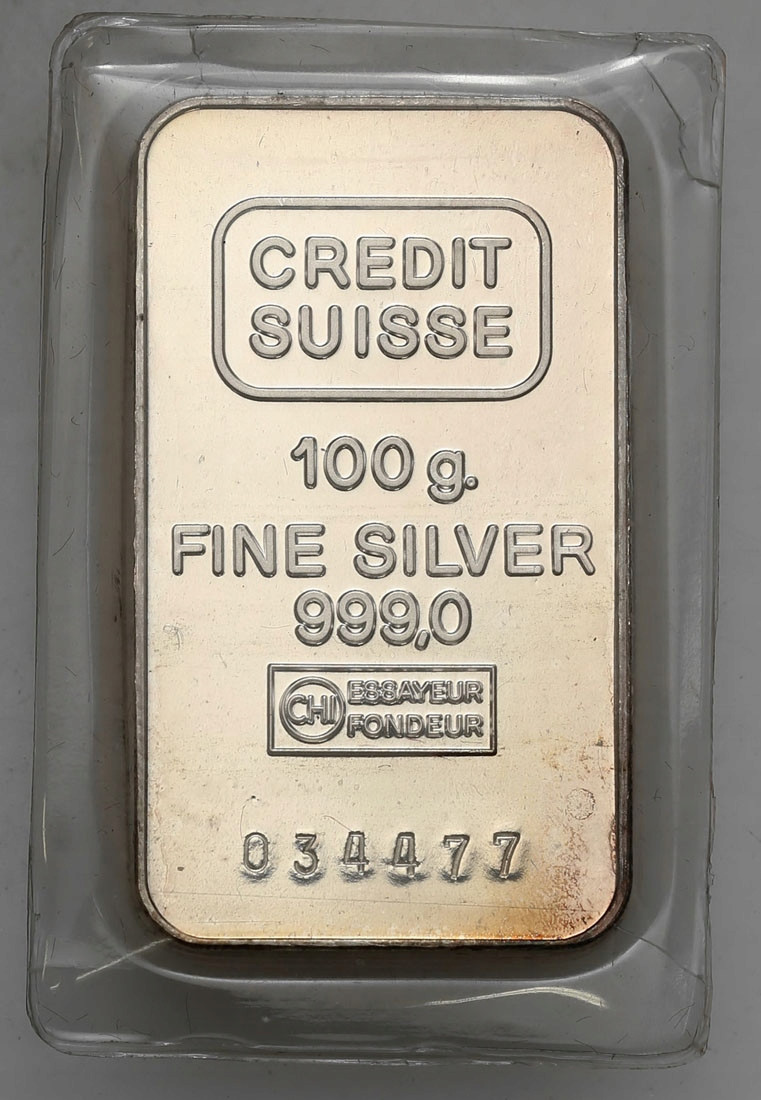 CREDIT
SUISSE
100 g.
FINE SILVER
999,0
CHI ESSAYEUR
FONDEUR
034477